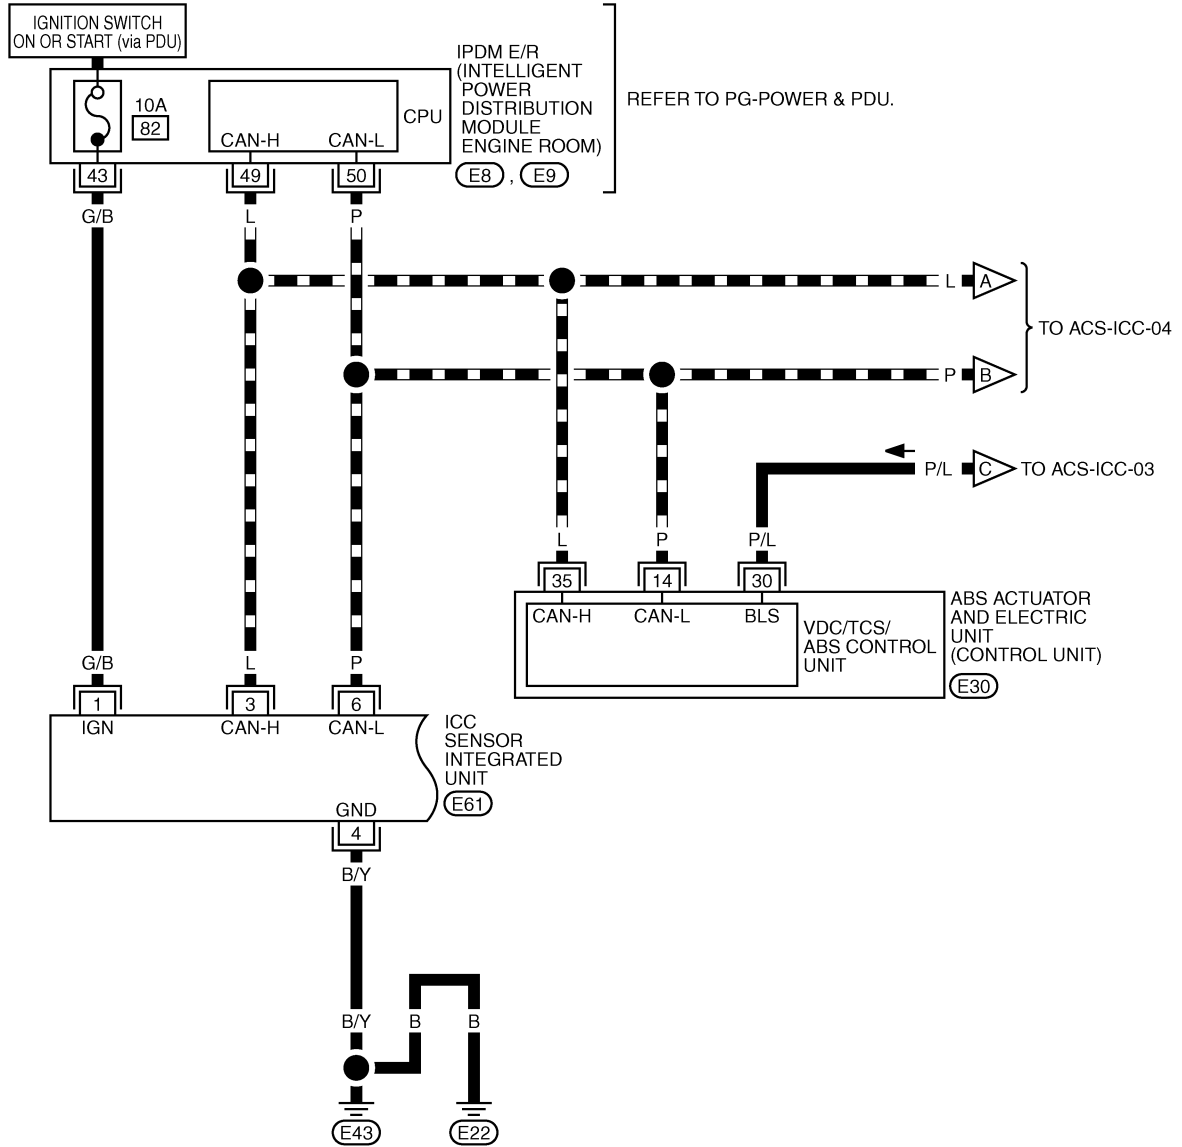 IGNITION SWITCH
ON OR START (via PDU)
10A
82
CPU
CAN-H
CAN-L
IPDM E/R
(INTELLIGENT
POWER
DISTRIBUTION
MODULE
ENGINE ROOM)
E8 , E9
REFER TO PG-POWER & PDU.
43
49
50
G/B
L
P
L
A
TO ACS-ICC-04
P
B
P/L
C
TO ACS-ICC-03
L
P
P/L
35
14
30
CAN-H
CAN-L
BLS
VDC/TCS/
ABS CONTROL
UNIT
ABS ACTUATOR
AND ELECTRIC
UNIT
(CONTROL UNIT)
E30
G/B
L
P
1
3
6
IGN
CAN-H
CAN-L
ICC
SENSOR
INTEGRATED
UNIT
E61
GND
4
B/Y
B/Y
B
B
E43
E22